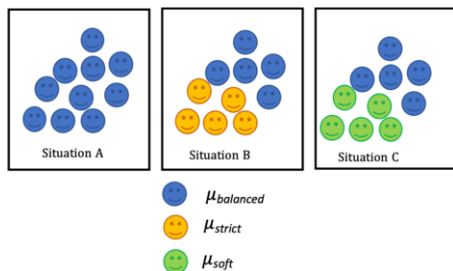 Situation A
Situation B
Situation C
μbalanced
μstrict
μsoft